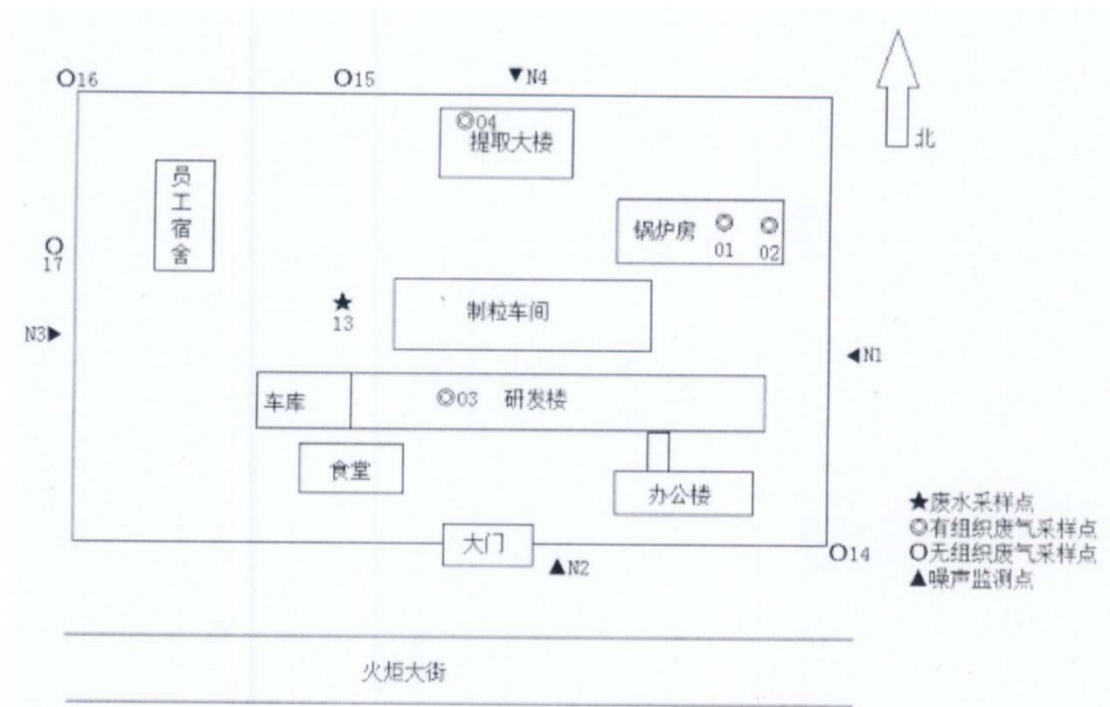 O16
O15
▼N4
◎04
提取大楼
北
员工宿舍
锅炉房
01
02
17
★
13
制粒车间
N3▶
◀N1
车库
◎03 研发楼
食堂
办公楼
大门
▲N2
O14
★废水采样点
◎有组织废气采样点
O无组织废气采样点
▲噪声监测点
火炬大街